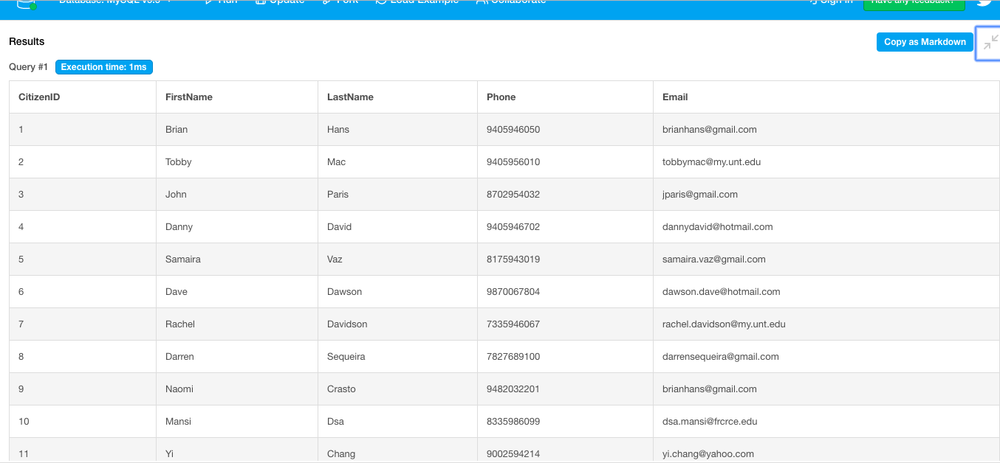 Database: MySQL v8.0 Run Update Fork Load Example Collaborate Sign in Have any feedback?
Results Copy as Markdown
Query #1 Execution time: 1ms
CitizenID FirstName LastName Phone Email
1 Brian Hans 9405946050 brianhans@gmail.com
2 Tobby Mac 9405956010 tobbymac@my.unt.edu
3 John Paris 8702954032 jparis@gmail.com
4 Danny David 9405946702 dannydavid@hotmail.com
5 Samaira Vaz 8175943019 samaira.vaz@gmail.com
6 Dave Dawson 9870067804 dawson.dave@hotmail.com
7 Rachel Davidson 7335946067 rachel.davidson@my.unt.edu
8 Darren Sequeira 7827689100 darrensequeira@gmail.com
9 Naomi Crasto 9482032201 brianhans@gmail.com
10 Mansi Dsa 8335986099 dsa.mansi@frcrce.edu
11 Yi Chang 9002594214 yi.chang@yahoo.com